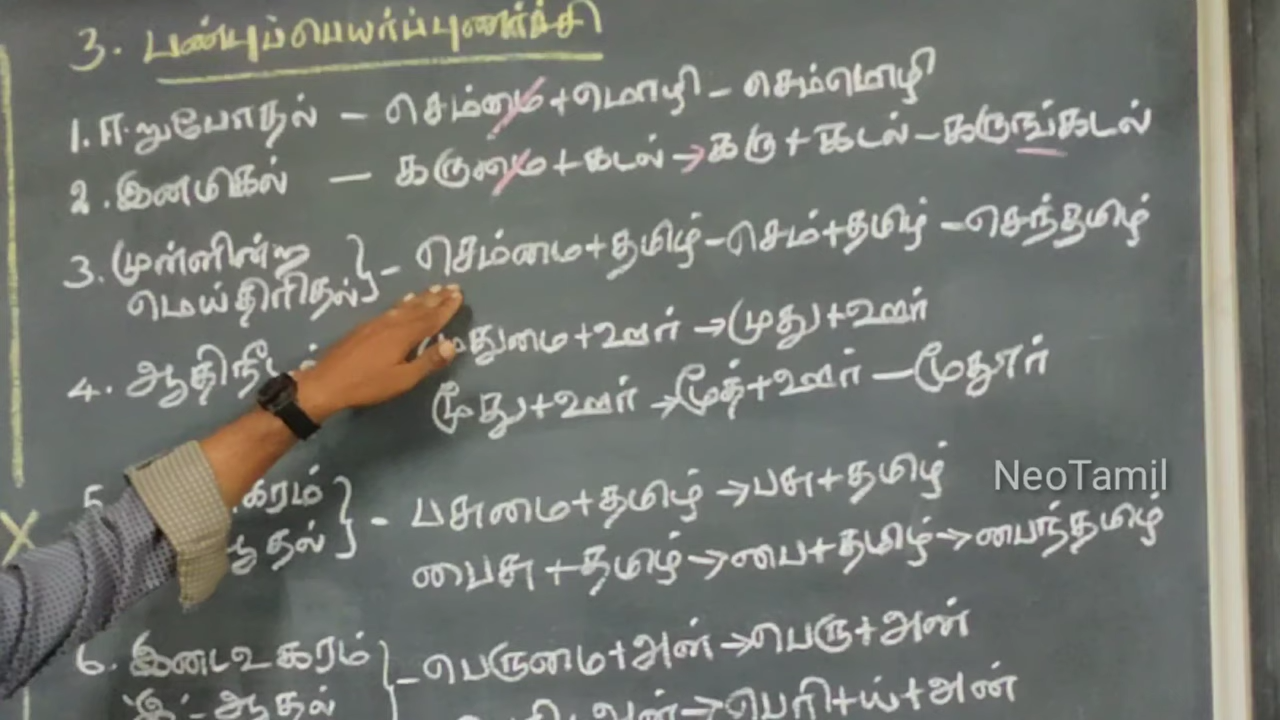 3. பண்புப்பெயர்ப்புணர்ச்சி
1. ஈறுபோதல் – செம்மை+மொழி – செம்மொழி
2. இனமிகல் – கருமை+கடல்→கரு+கடல்–கருங்கடல்
3. முன்னின்ற மெய்திரிதல் } – செம்மை+தமிழ்–செம்+தமிழ் –செந்தமிழ்
4. ஆதிநீ முதுமை+ஊர் →முது+ஊர்
மூது+ஊர் →மூத்+ஊர் –மூதூர்
5. கரம் } – பசுமை+தமிழ் →பசு+தமிழ்
பைசு +தமிழ் →பை+தமிழ்→பைந்தமிழ்
6. இடைஉகரம் இ'-ஆதல் } –பெருமை+அன்→பெரு+அன்
அன்→பெரி+ய்+அன்
NeoTamil